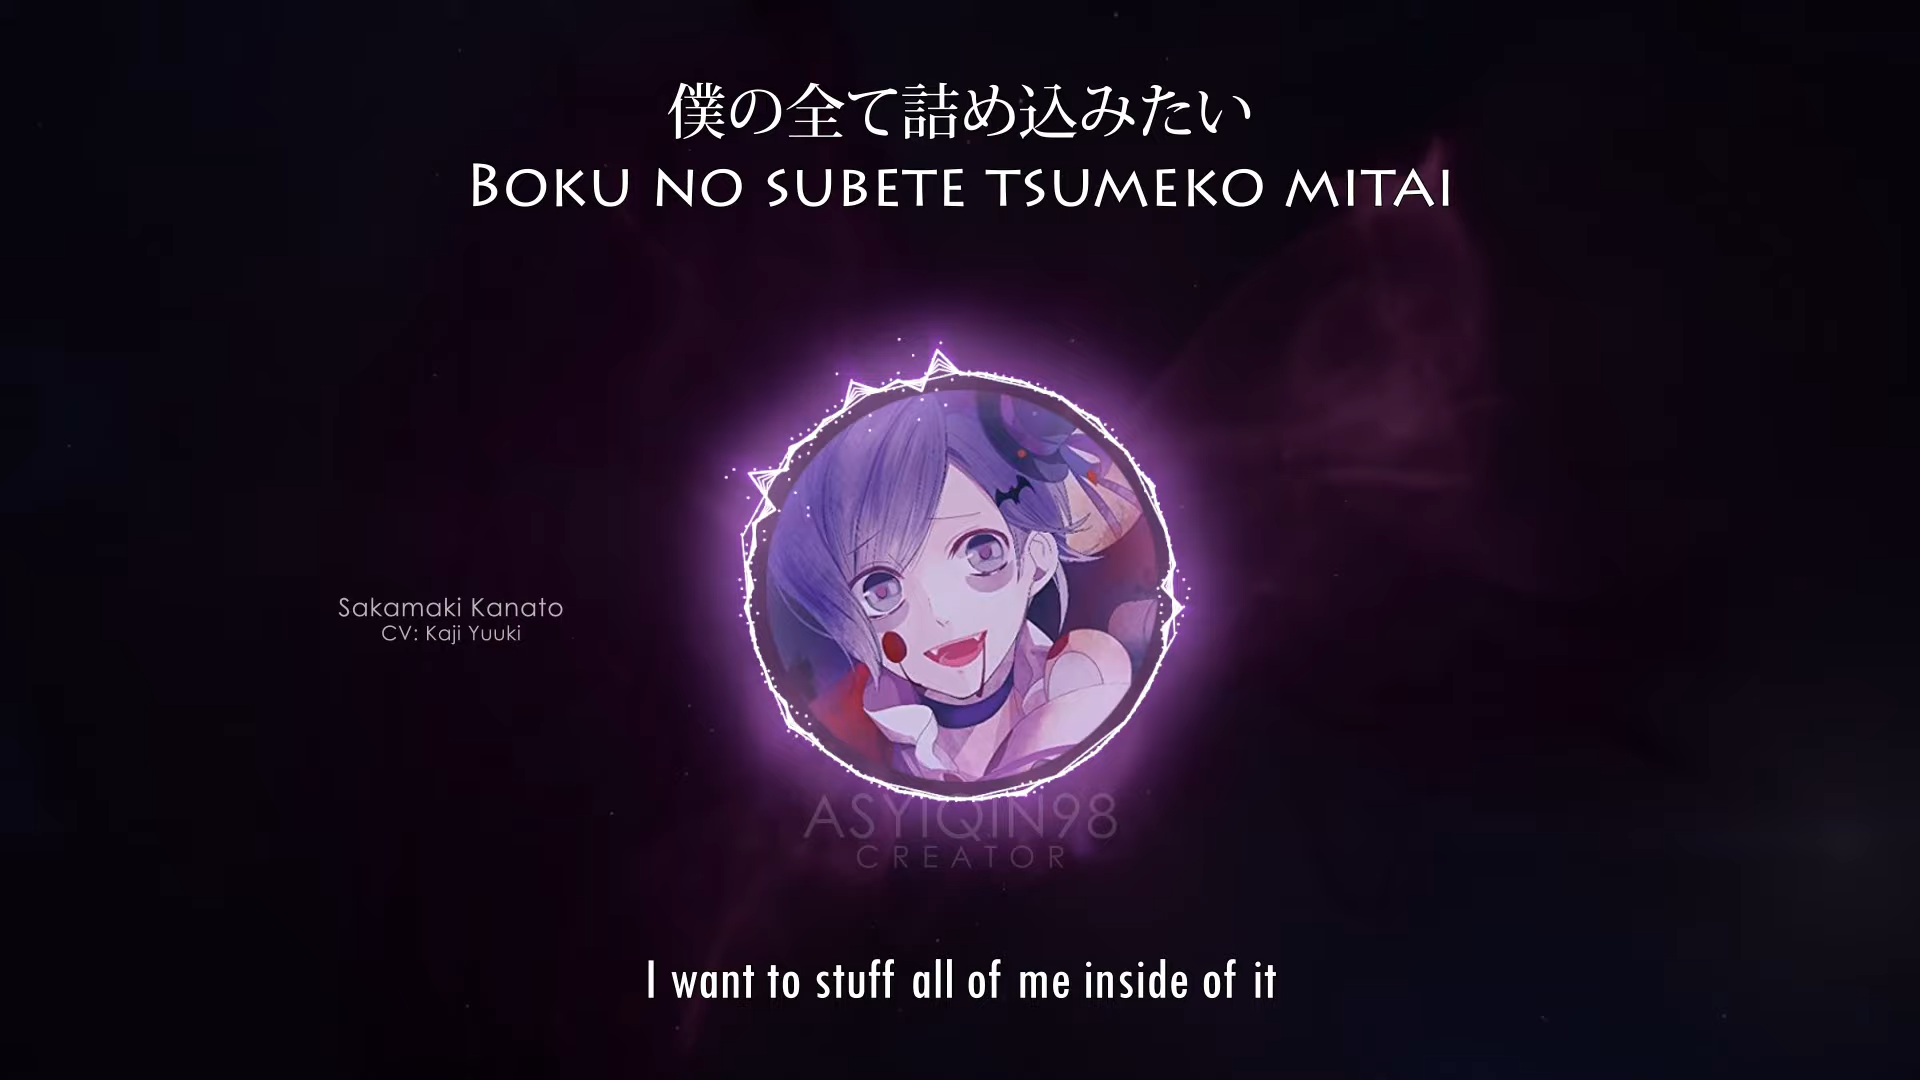 僕の全て詰め込みたい
Boku no subete tsumeko mitai
Sakamaki Kanato
CV: Kaji Yuuki
ASYIQIN98
CREATOR
I want to stuff all of me inside of it